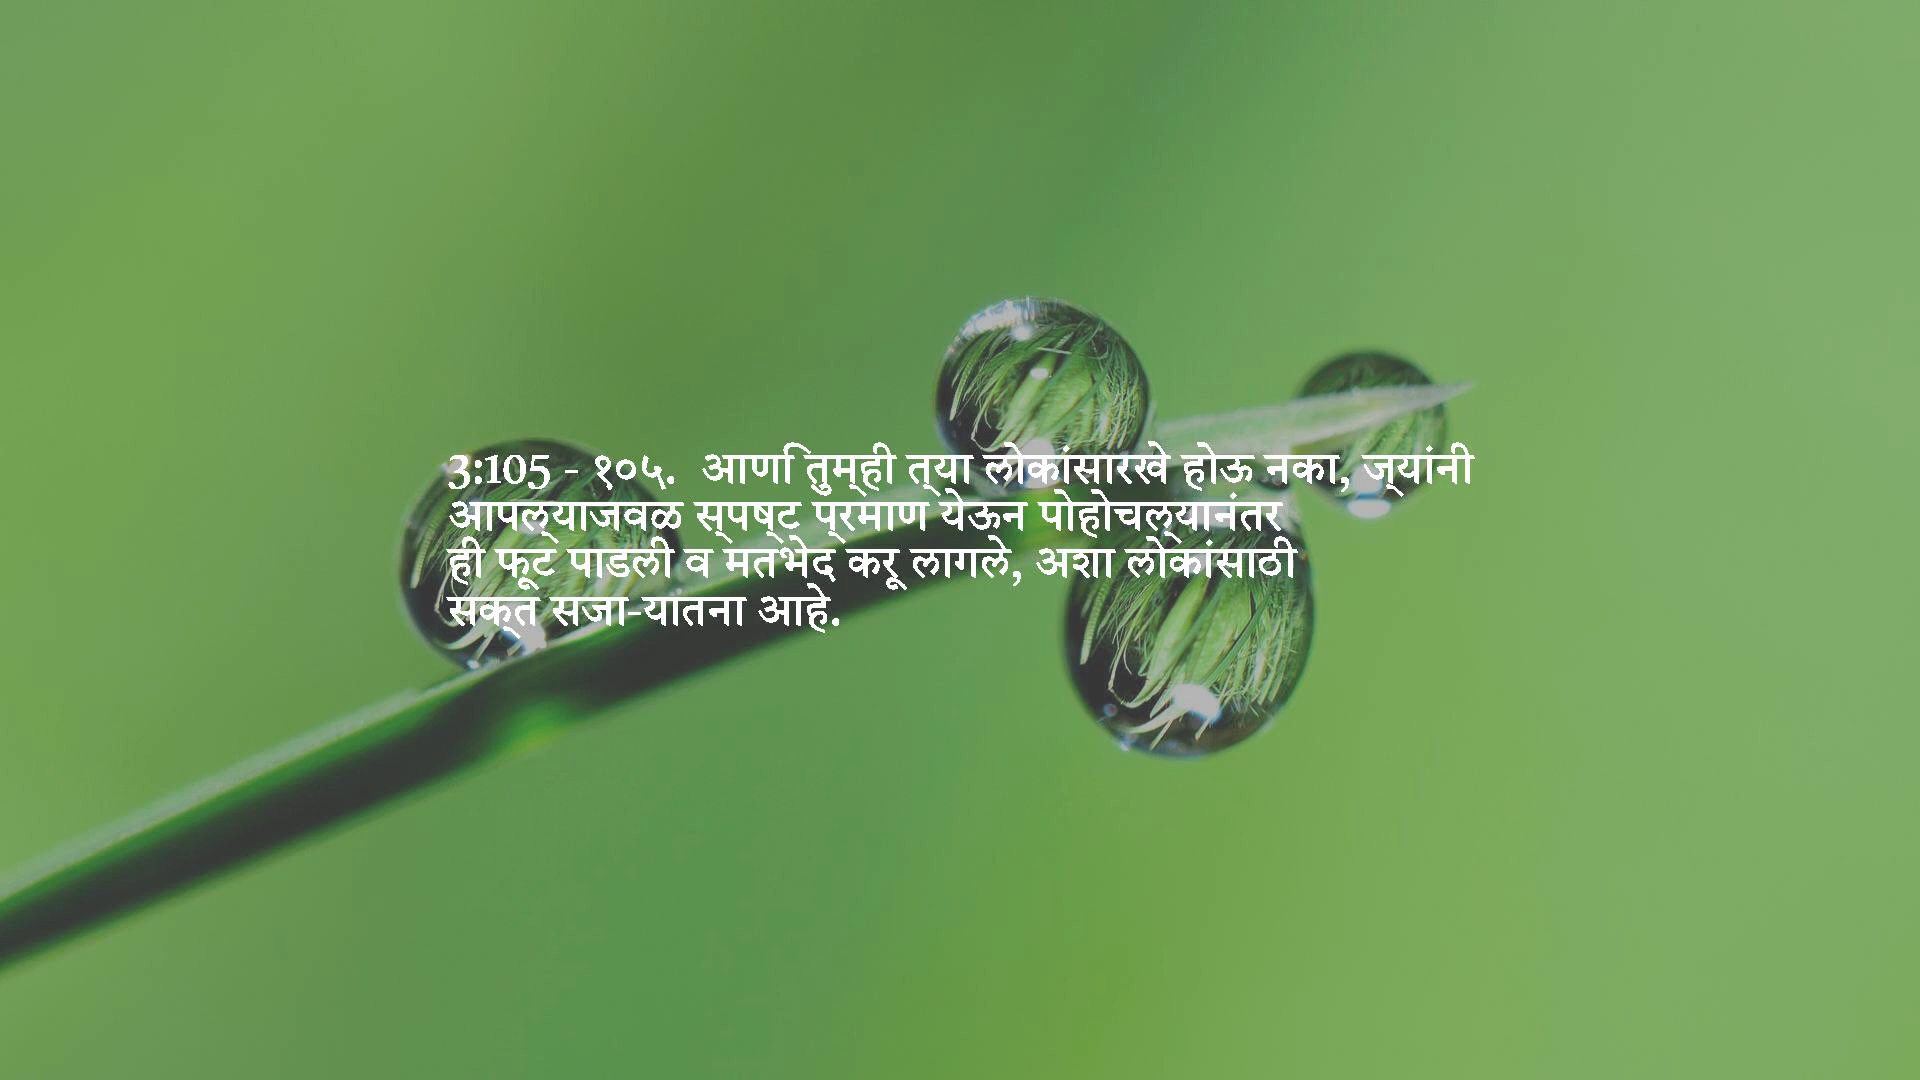 3:105 - १०५.  आणि तुम्ही त्या लोकांसारखे होऊ नका, ज्यांनी
आपल्याजवळ स्पष्ट प्रमाण येऊन पोहोचल्यानंतर
ही फूट पाडली व मतभेद करू लागले, अशा लोकांसाठी
सक्त सजा-यातना आहे.